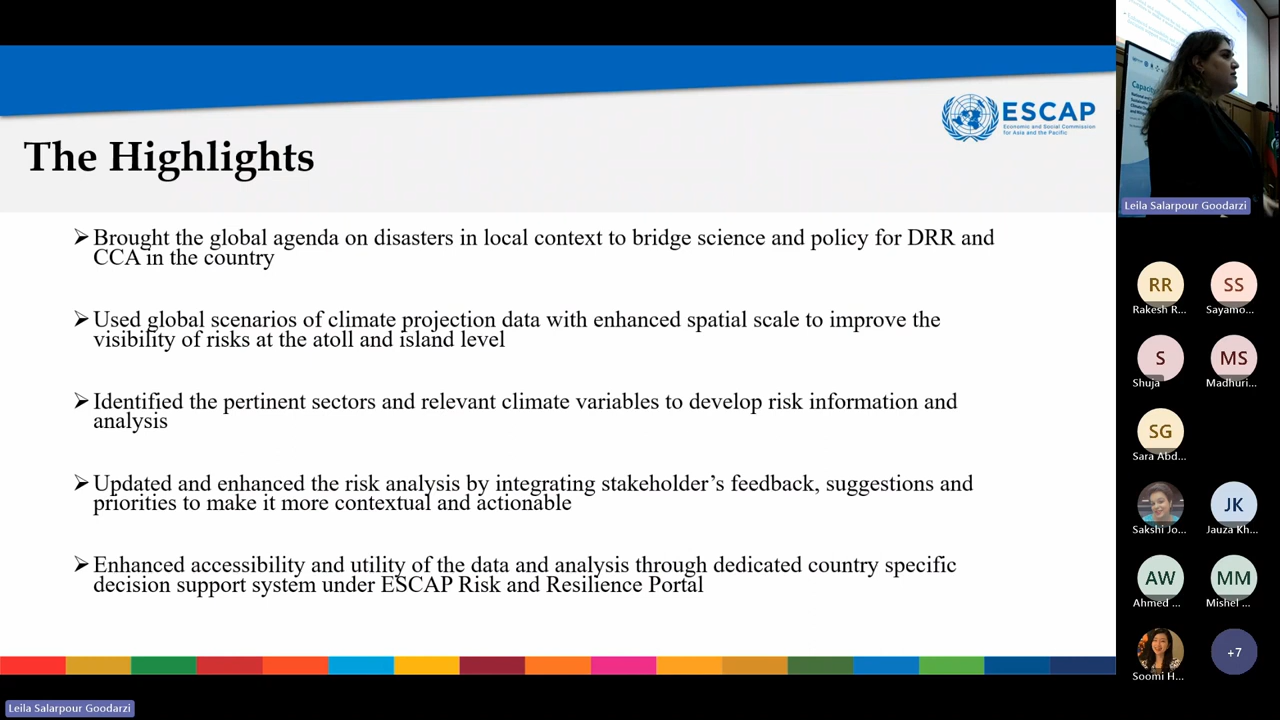 ESCAP
Economic and Social Commission
for Asia and the Pacific
The Highlights
➢ Brought the global agenda on disasters in local context to bridge science and policy for DRR and
CCA in the country
➢ Used global scenarios of climate projection data with enhanced spatial scale to improve the
visibility of risks at the atoll and island level
➢ Identified the pertinent sectors and relevant climate variables to develop risk information and
analysis
➢ Updated and enhanced the risk analysis by integrating stakeholder’s feedback, suggestions and
priorities to make it more contextual and actionable
➢ Enhanced accessibility and utility of the data and analysis through dedicated country specific
decision support system under ESCAP Risk and Resilience Portal
Leila Salarpour Goodarzi
Leila Salarpour Goodarzi
RR
SS
Rakesh R...
Sayamo...
S
MS
Shuja
Madhuri...
SG
Sara Abd...
JK
Sakshi Jo...
Jauza Kh...
AW
MM
Ahmed ...
Mishel ...
+7
Soomi H...